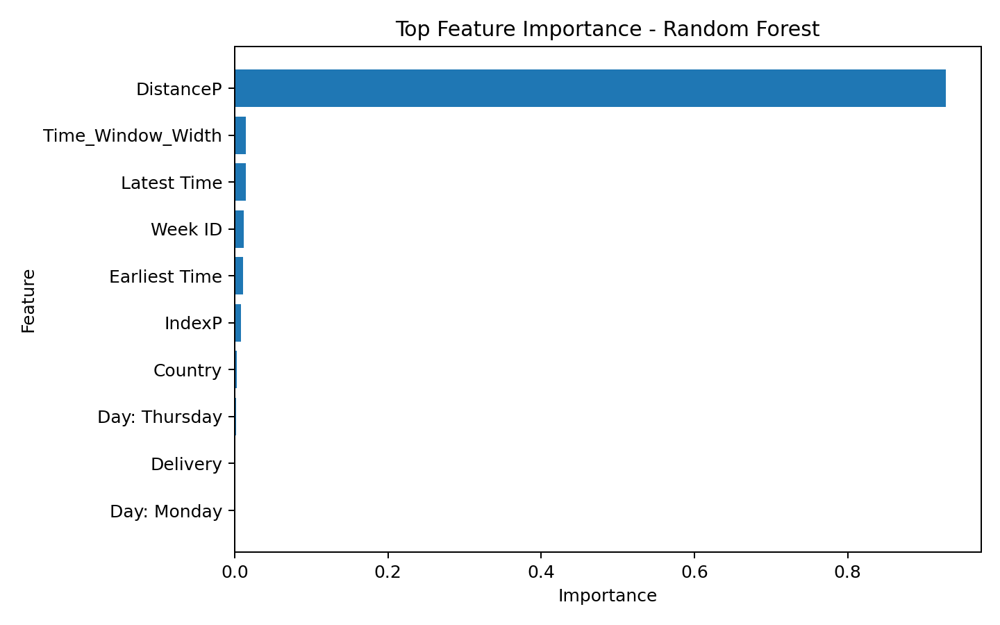 Top Feature Importance - Random Forest
DistanceP
Time_Window_Width
Latest Time
Week ID
Earliest Time
IndexP
Country
Day: Thursday
Delivery
Day: Monday
Feature
0.0 0.2 0.4 0.6 0.8
Importance